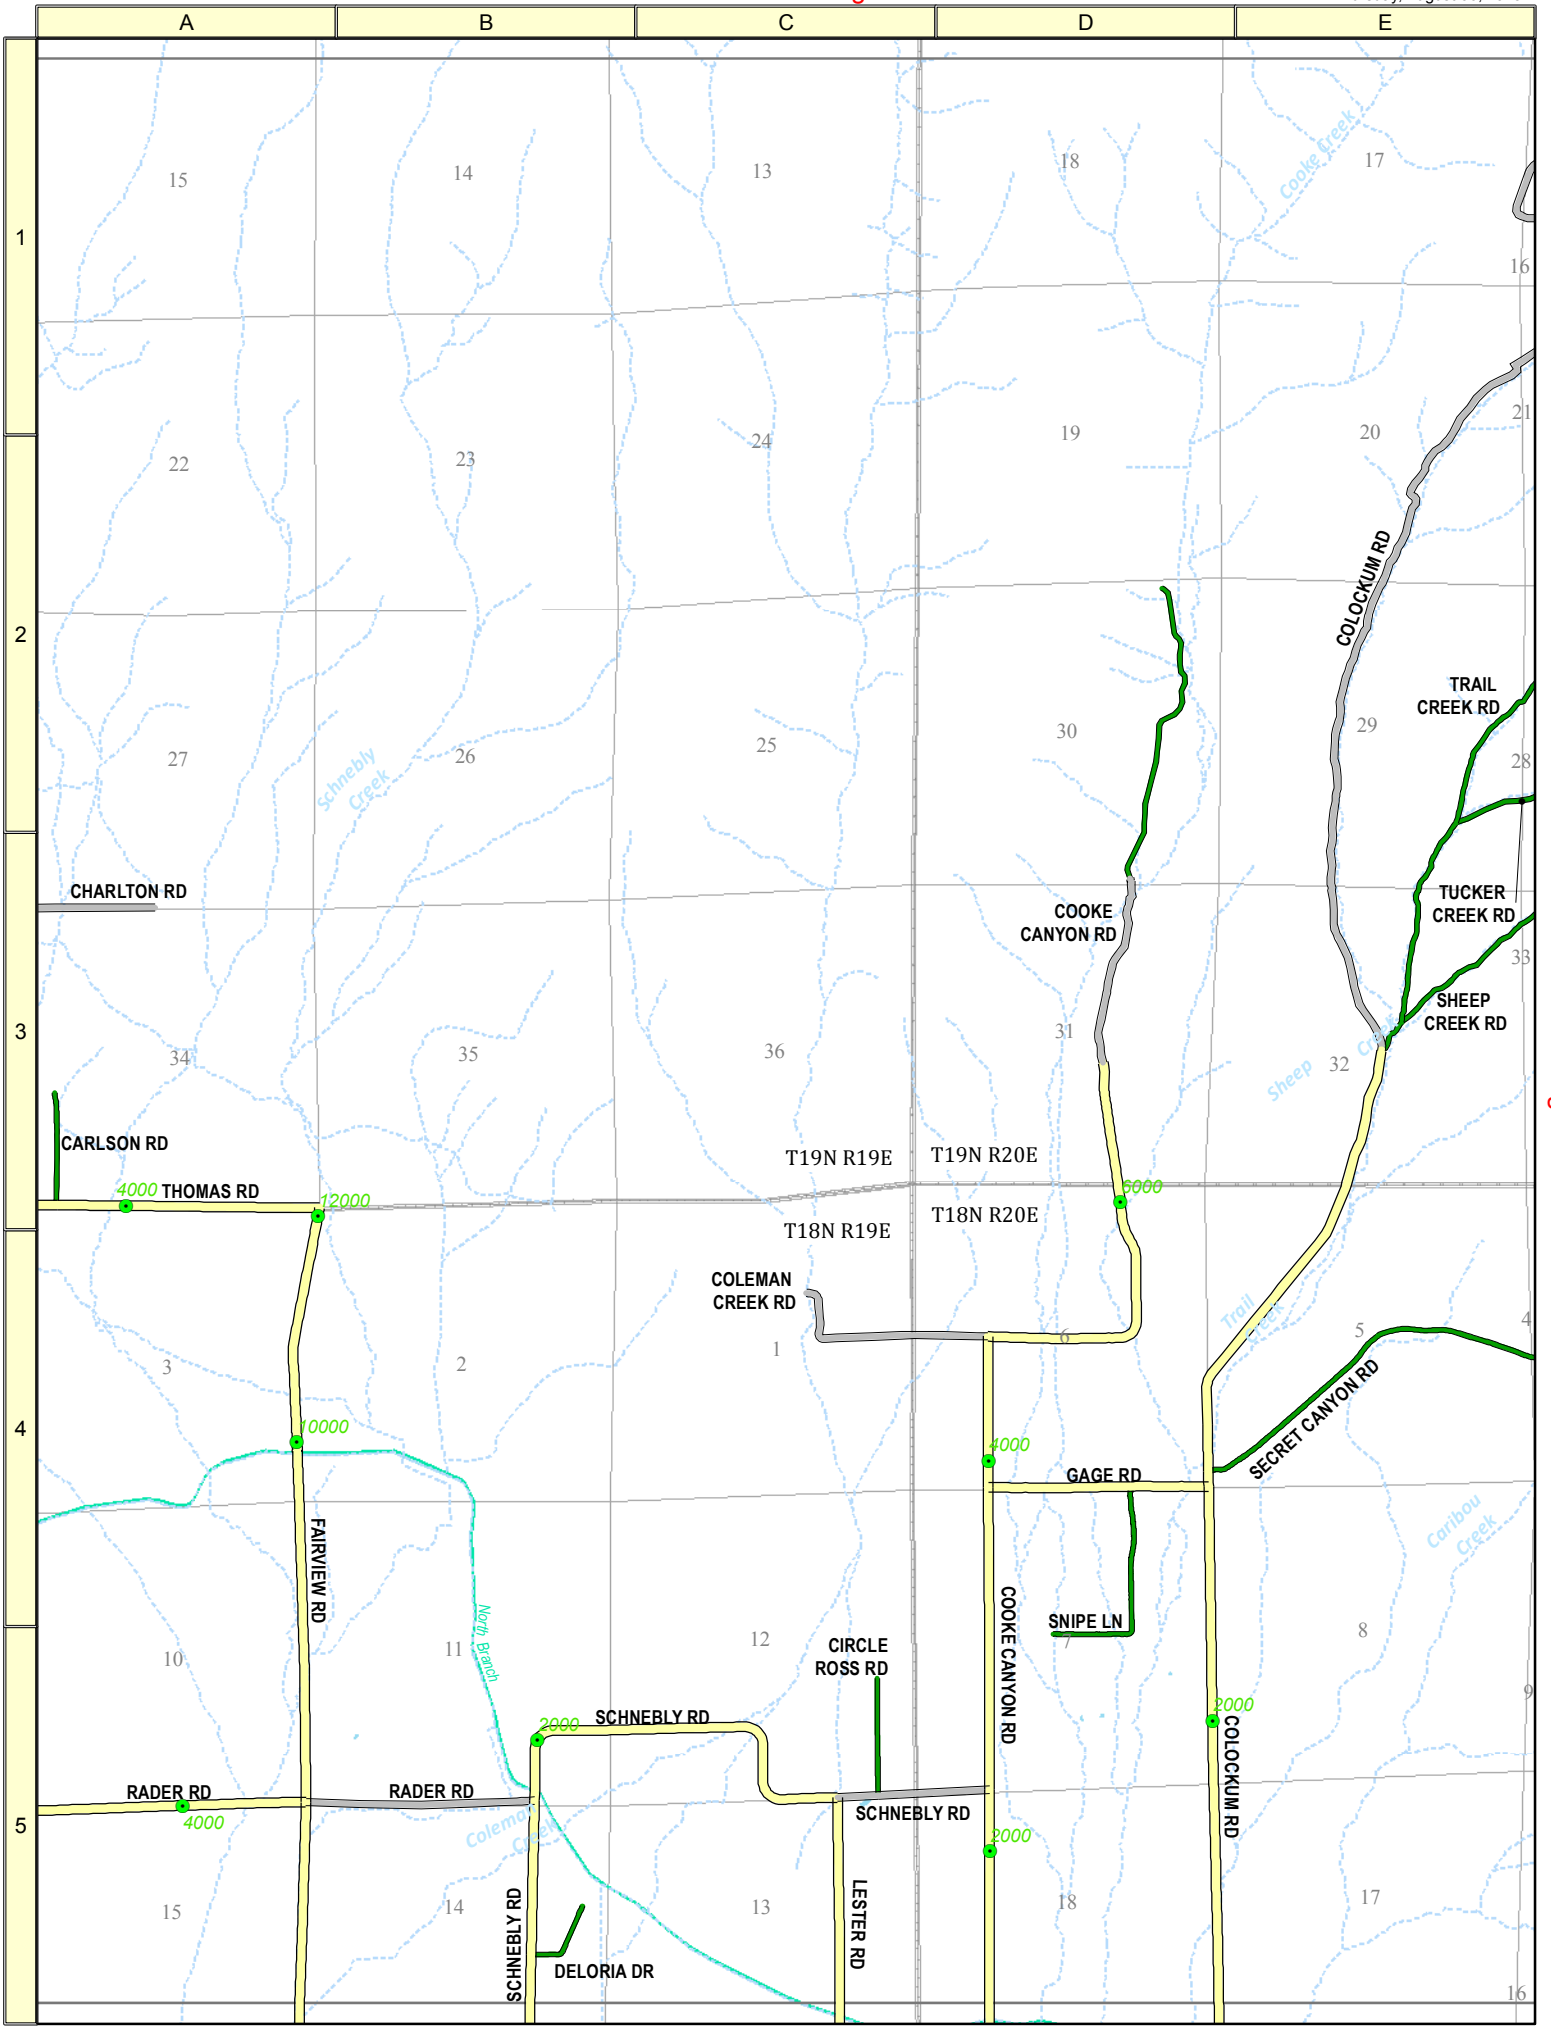 A
B
C
D
E
1
2
3
4
5
15
14
13
18
17
16
Cooke Creek
22
23
24
19
20
21
COLOCKUM RD
27
26
25
30
29
28
Schnebly
Creek
TRAIL
CREEK RD
CHARLTON RD
COOKE
CANYON RD
TUCKER
CREEK RD
33
SHEEP
CREEK RD
34
35
36
31
32
Sheep
Creek
CARLSON RD
T19N R19E
T19N R20E
4000
THOMAS RD
12000
6000
T18N R19E
T18N R20E
COLEMAN
CREEK RD
Trail
Creek
3
2
1
6
5
4
SECRET CANYON RD
10000
4000
GAGE RD
FAIRVIEW RD
Caribou
Creek
North Branch
COOKE CANYON RD
SNIPE LN
10
11
12
7
8
9
CIRCLE
ROSS RD
2000
SCHNEBLY RD
2000
COLOCKUM RD
RADER RD
RADER RD
4000
SCHNEBLY RD
Coleman
Creek
2000
15
14
13
18
17
16
SCHNEBLY RD
LESTER RD
DELORIA DR